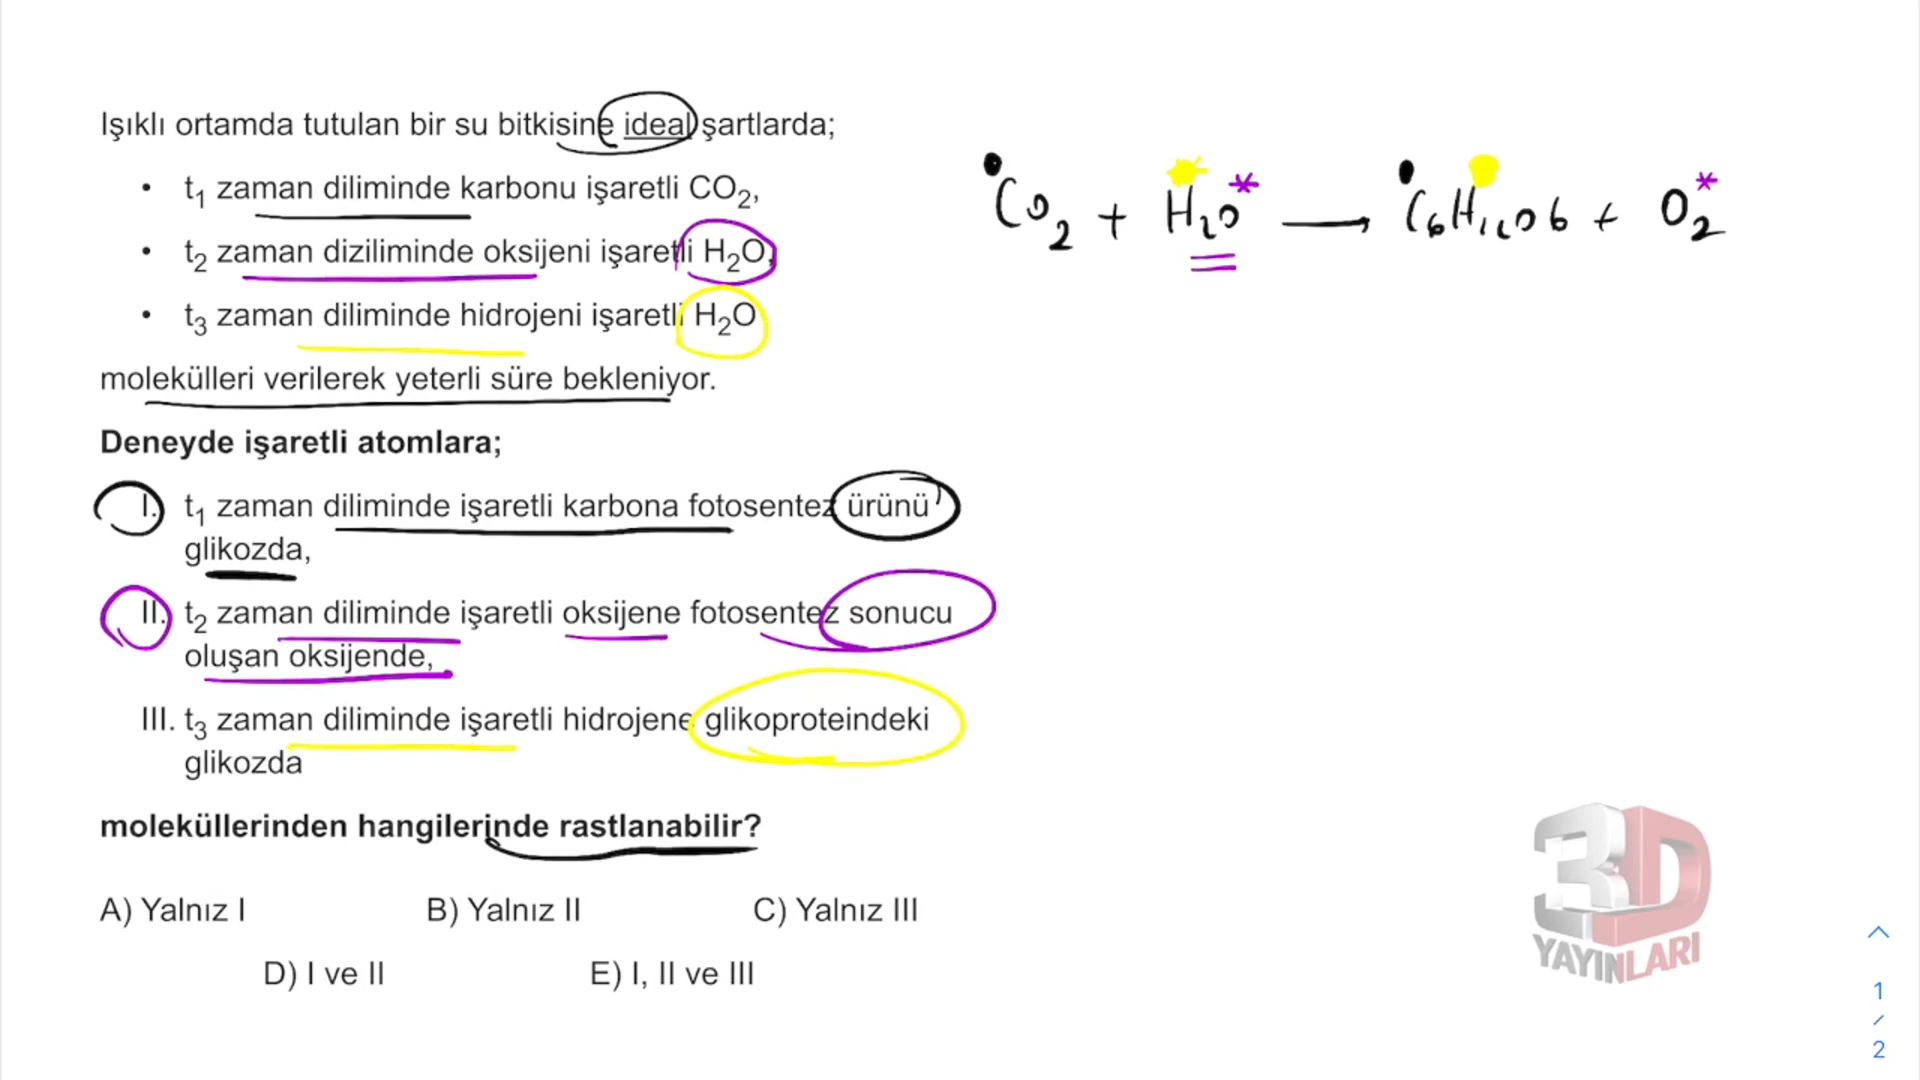 Işıklı ortamda tutulan bir su bitkisine ideal şartlarda;
• t₁ zaman diliminde karbonu işaretli CO₂,
• t₂ zaman diziliminde oksijeni işaretli H₂O,
• t₃ zaman diliminde hidrojeni işaretli H₂O
molekülleri verilerek yeterli süre bekleniyor.
Deneyde işaretli atomlara;
I. t₁ zaman diliminde işaretli karbona fotosentez ürünü
glikozda,
II. t₂ zaman diliminde işaretli oksijene fotosentez sonucu
oluşan oksijende,
III. t₃ zaman diliminde işaretli hidrojene glikoproteindeki
glikozda
moleküllerinden hangilerinde rastlanabilir?
A) Yalnız I B) Yalnız II C) Yalnız III
D) I ve II E) I, II ve III
CO₂ + H₂O* → C₆H₁₂O6 + O₂*
3D
YAYINLARI
1
/
2